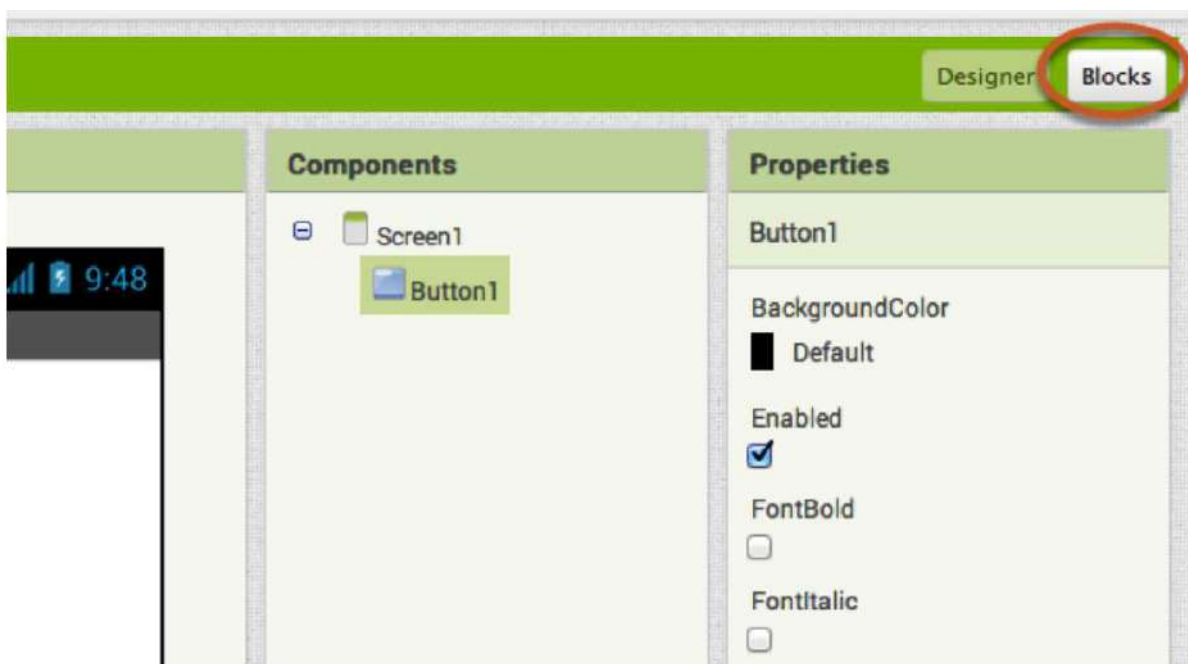 Designer
Blocks
Components
Properties
Screen1
Button1
9:48
Button1
BackgroundColor
Default
Enabled
FontBold
FontItalic